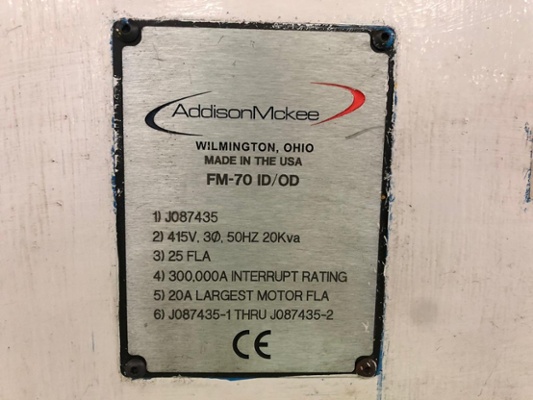 AddisonMckee
WILMINGTON, OHIO
MADE IN THE USA
FM-70 ID/OD
1) J087435
2) 415V, 3Ø, 50HZ 20Kva
3) 25 FLA
4) 300,000A INTERRUPT RATING
5) 20A LARGEST MOTOR FLA
6) J087435-1 THRU J087435-2
CE